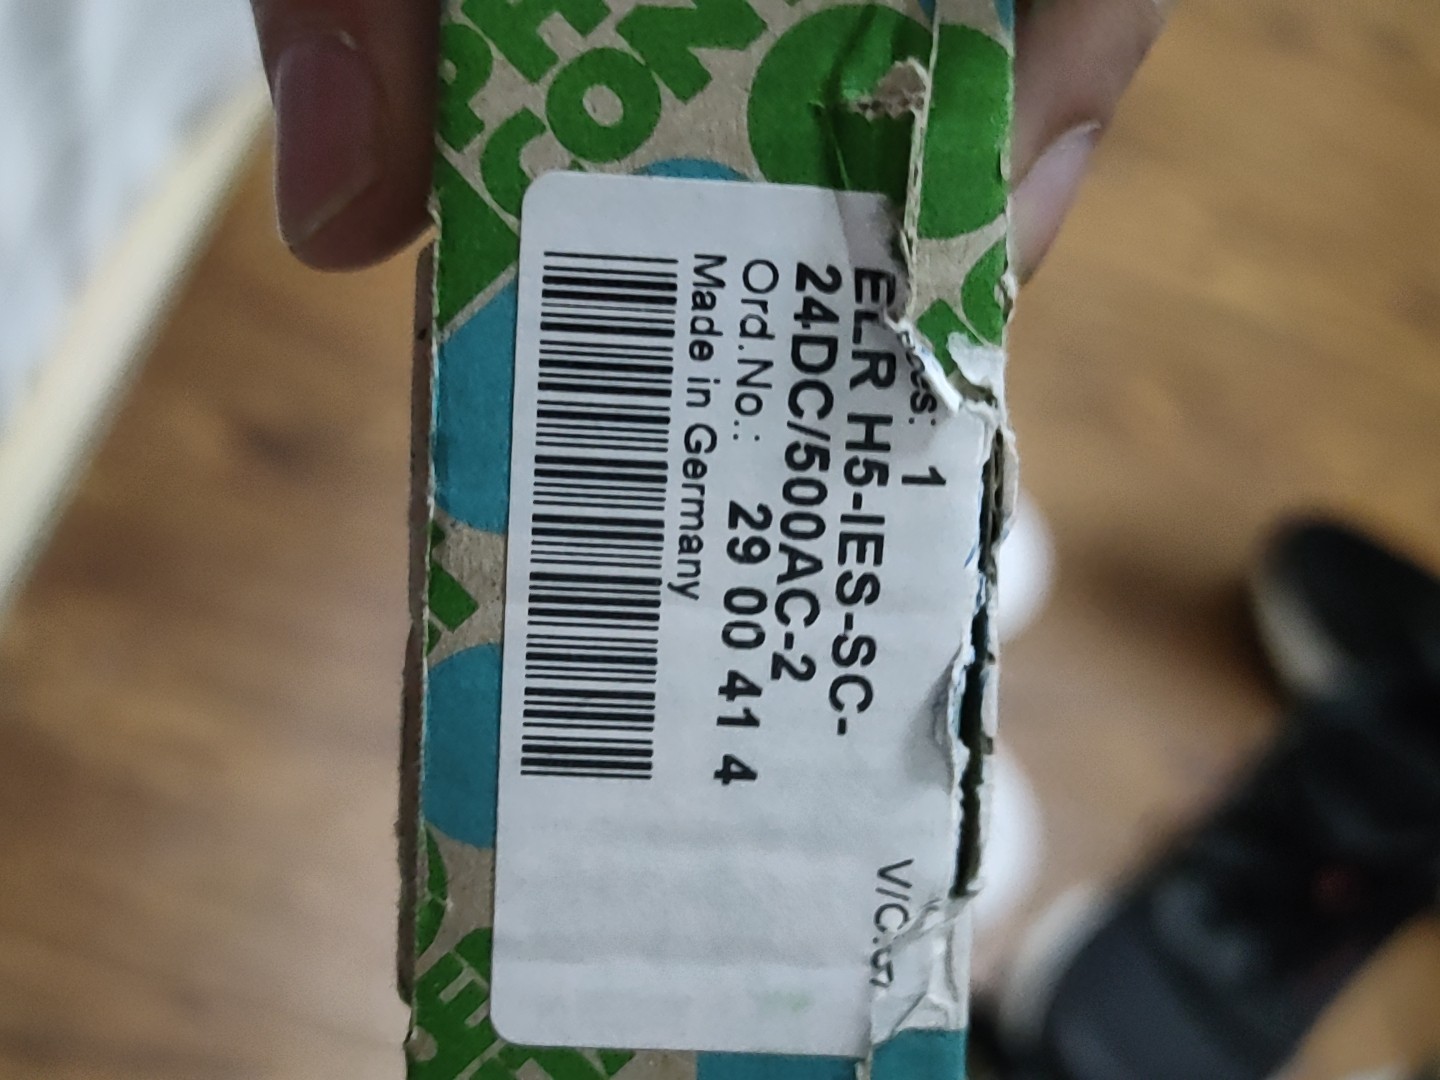 1
ELR H5-IES-SC-
24DC/500AC-2
Ord.No.: 29 00 41 4
Made in Germany